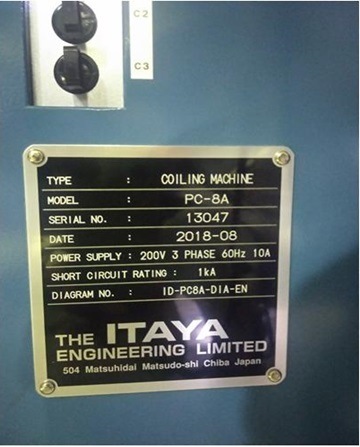 C2
C3
TYPE : COILING MACHINE
MODEL : PC-8A
SERIAL NO. : 13047
DATE : 2018-08
POWER SUPPLY : 200V 3 PHASE 60Hz 10A
SHORT CIRCUIT RATING : 1kA
DIAGRAM NO. : ID-PC8A-DIA-EN
THE ITAYA
ENGINEERING LIMITED
504 Matsuhidai Matsudo-shi Chiba Japan